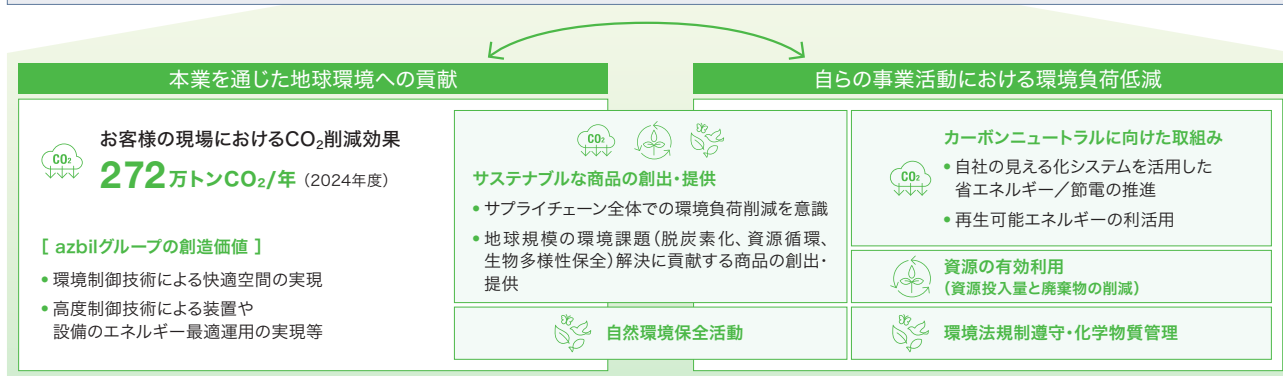 本業を通じた地球環境への貢献
CO₂
お客様の現場におけるCO₂削減効果
272万トンCO₂/年（2024年度）
［ azbilグループの創造価値 ］
• 環境制御技術による快適空間の実現
• 高度制御技術による装置や
設備のエネルギー最適運用の実現等
CO₂
サステナブルな商品の創出・提供
• サプライチェーン全体での環境負荷削減を意識
• 地球規模の環境課題（脱炭素化、資源循環、
生物多様性保全）解決に貢献する商品の創出・
提供
自然環境保全活動
自らの事業活動における環境負荷低減
カーボンニュートラルに向けた取組み
CO₂
• 自社の見える化システムを活用した
省エネルギー／節電の推進
• 再生可能エネルギーの利活用
資源の有効利用
（資源投入量と廃棄物の削減）
環境法規制遵守・化学物質管理